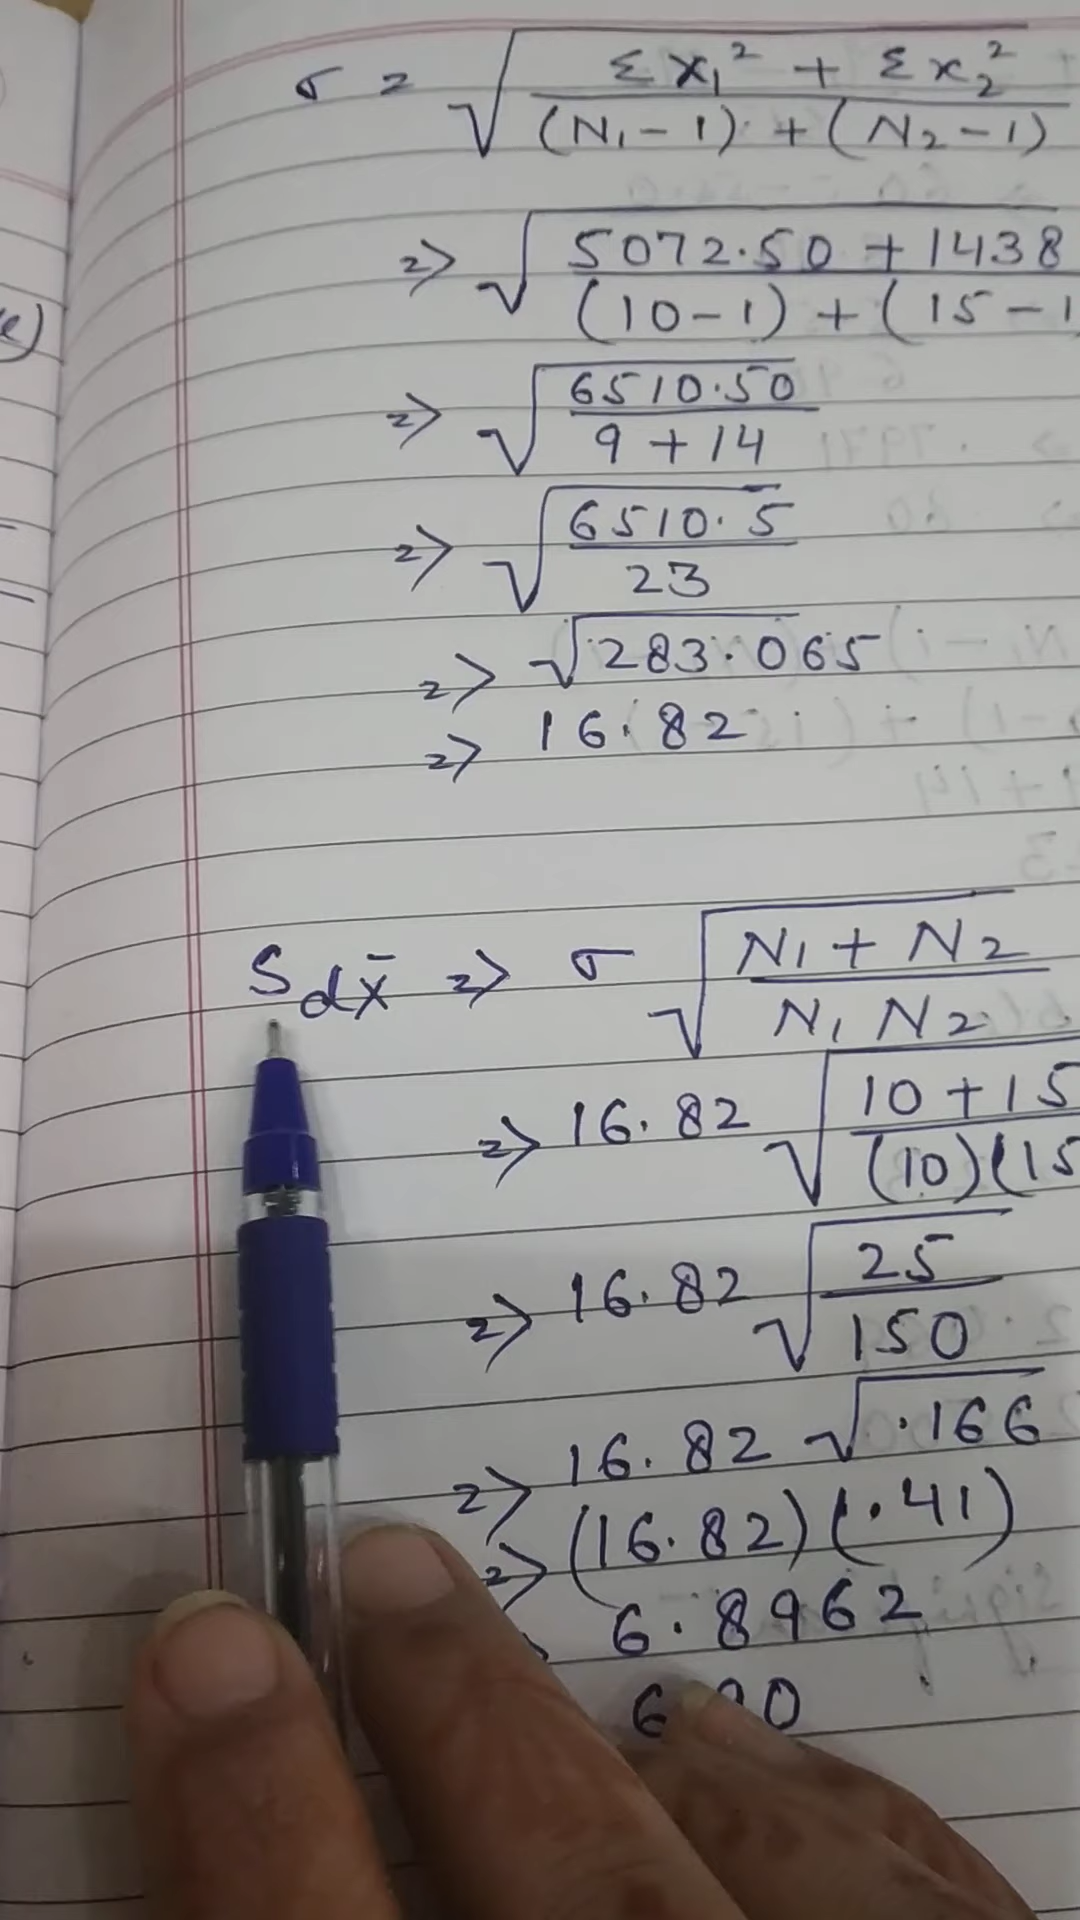 σ = √ Σx₁² + Σx₂² / (N₁-1) + (N₂-1)
=> √ 5072.50 + 1438 / (10-1) + (15-1
=> √ 6510.50 / 9 + 14
=> √ 6510.5 / 23
=> √283.065
=> 16.82
S dx̄ => σ √ N₁ + N₂ / N₁ N₂
=> 16.82 √ 10 + 15 / (10)(15
=> 16.82 √ 25 / 150
=> 16.82 √.166
=> (16.82)(.41)
6.8962